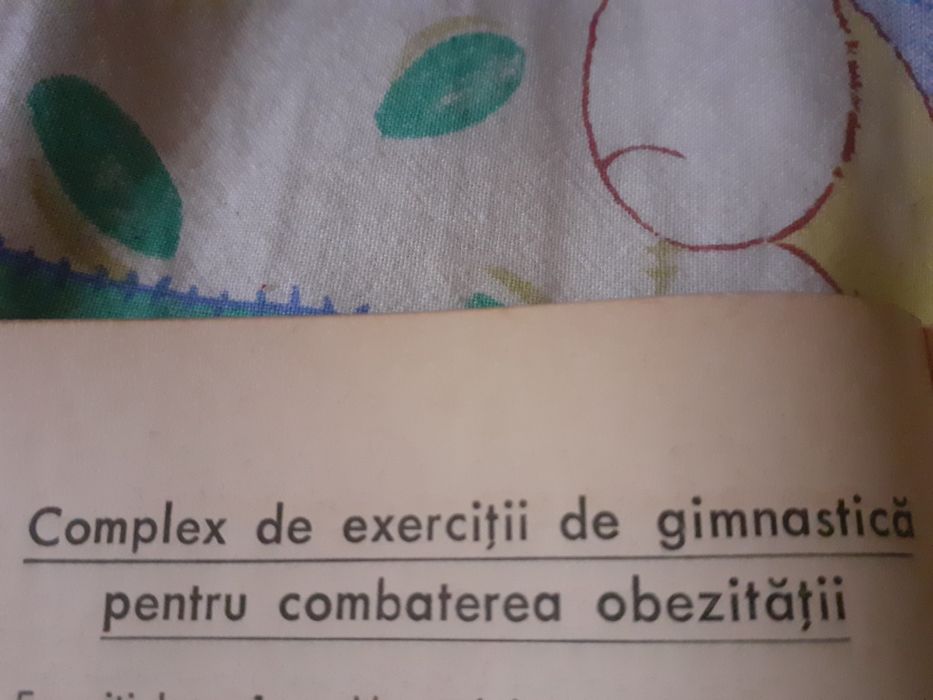 Complex de exerciții de gimnastică
pentru combaterea obezității